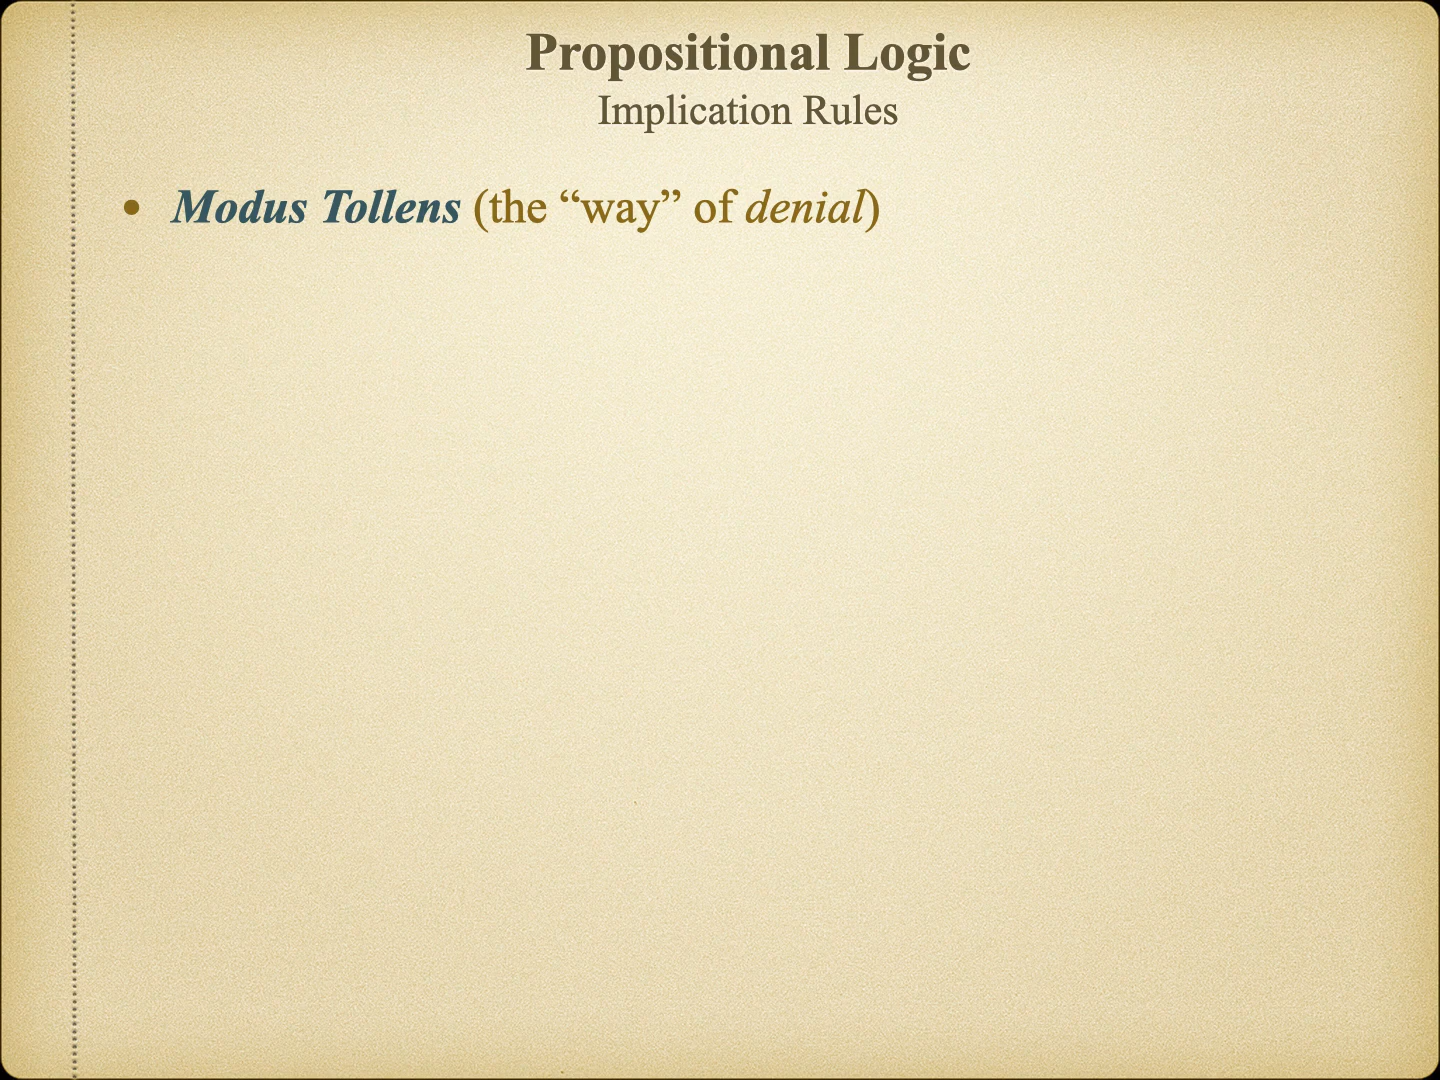 Propositional Logic
Implication Rules
• Modus Tollens (the “way” of denial)